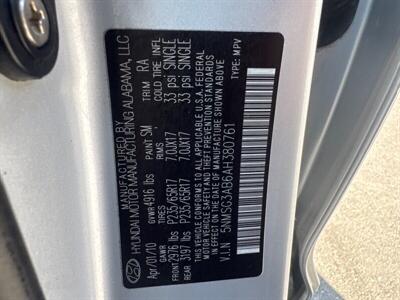 MANUFACTURED BY
HYUNDAI MOTOR MANUFACTURING ALABAMA, LLC
Apr/01/10 GVWR 4916 lbs PAINT SM TRIM RA
GAWR COLD TIRE INFL
FRONT 2976 lbs P235/65R17 7.0JX17 33 psi SINGLE
REAR 3197 lbs P235/65R17 7.0JX17 33 psi SINGLE
THIS VEHICLE CONFORMS TO ALL APPLICABLE U.S.A. FEDERAL
MOTOR VEHICLE SAFETY AND THEFT PREVENTION STANDARDS
IN EFFECT ON THE DATE OF MANUFACTURE SHOWN ABOVE
V.I.N 5NMSG3AB6AH380761 TYPE: MPV